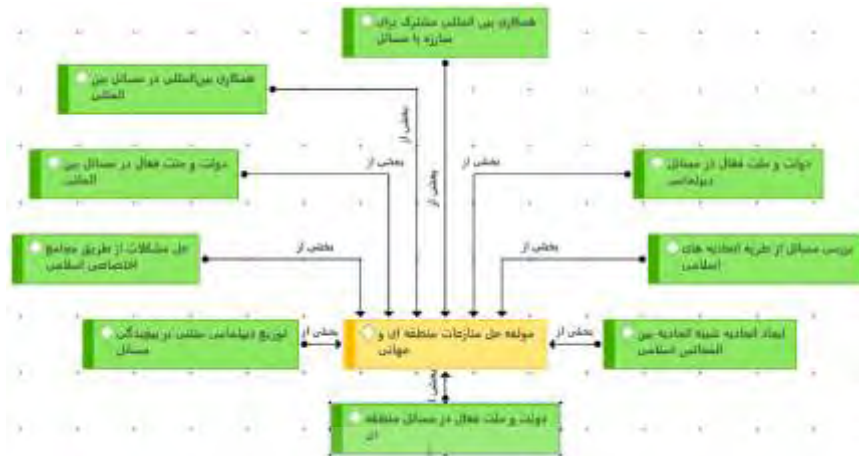 همکاری بین المللی مشترک برای
مبارزه با مسائل
همکاری بین‌المللی در مسائل بین
المللی
بخشی از
دولت و ملت فعال در مسائل بین
المللی
بخشی از
بخشی از
بخشی از
دولت و ملت فعال در مسائل
دیپلماسی
حل مشکلات از طریق مجامع
اختصاصی اسلامی
بخشی از
بخشی از
بررسی مسائل از طریه اتحادیه های
اسلامی
توزیع دیپلماسی مبتنی بر پیچیدگی
مسائل
بخشی از
مولفه حل منازعات منطقه ای و
جهانی
بخشی از
ایجاد اتحادیه شبیه اتحادیه بین
المجالس اسلامی
بخشی از
دولت و ملت فعال در مسائل منطقه
ای